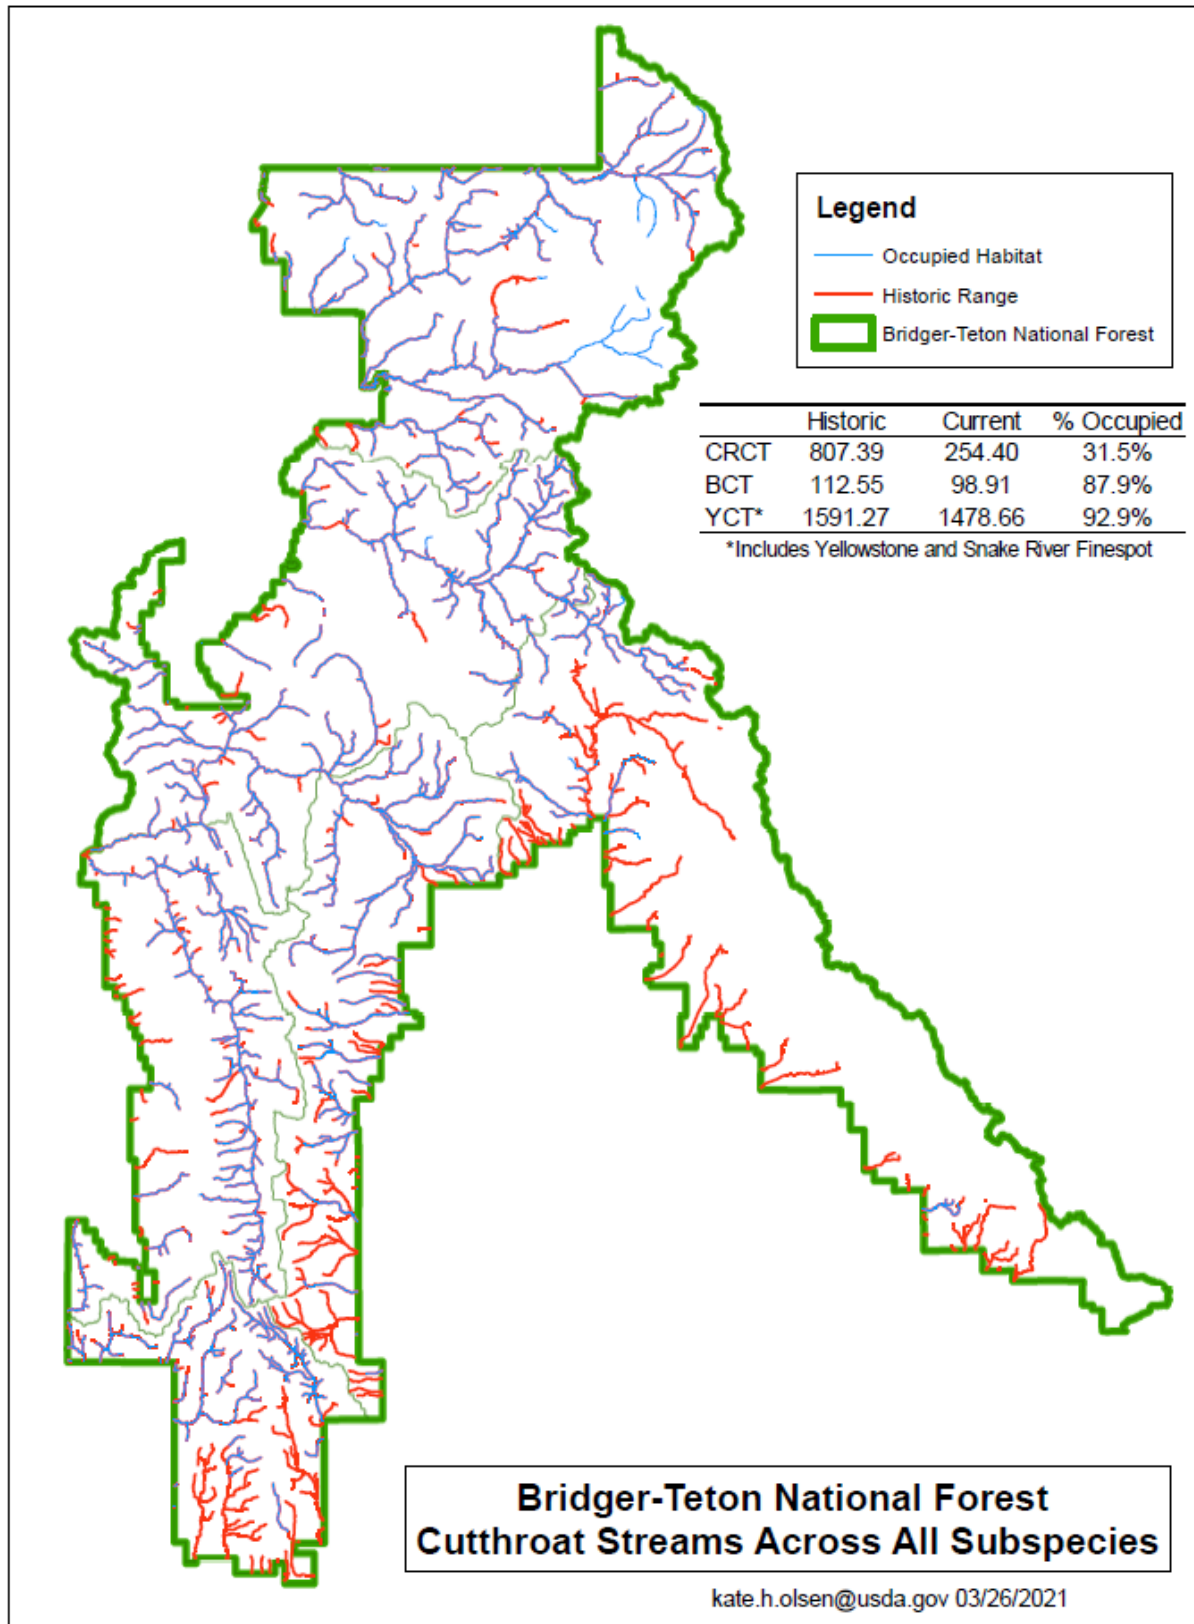 Legend
Occupied Habitat
Historic Range
Bridger-Teton National Forest
Historic Current % Occupied
CRCT 807.39 254.40 31.5%
BCT 112.55 98.91 87.9%
YCT* 1591.27 1478.66 92.9%
*Includes Yellowstone and Snake River Finespot
Bridger-Teton National Forest
Cutthroat Streams Across All Subspecies
kate.h.olsen@usda.gov 03/26/2021